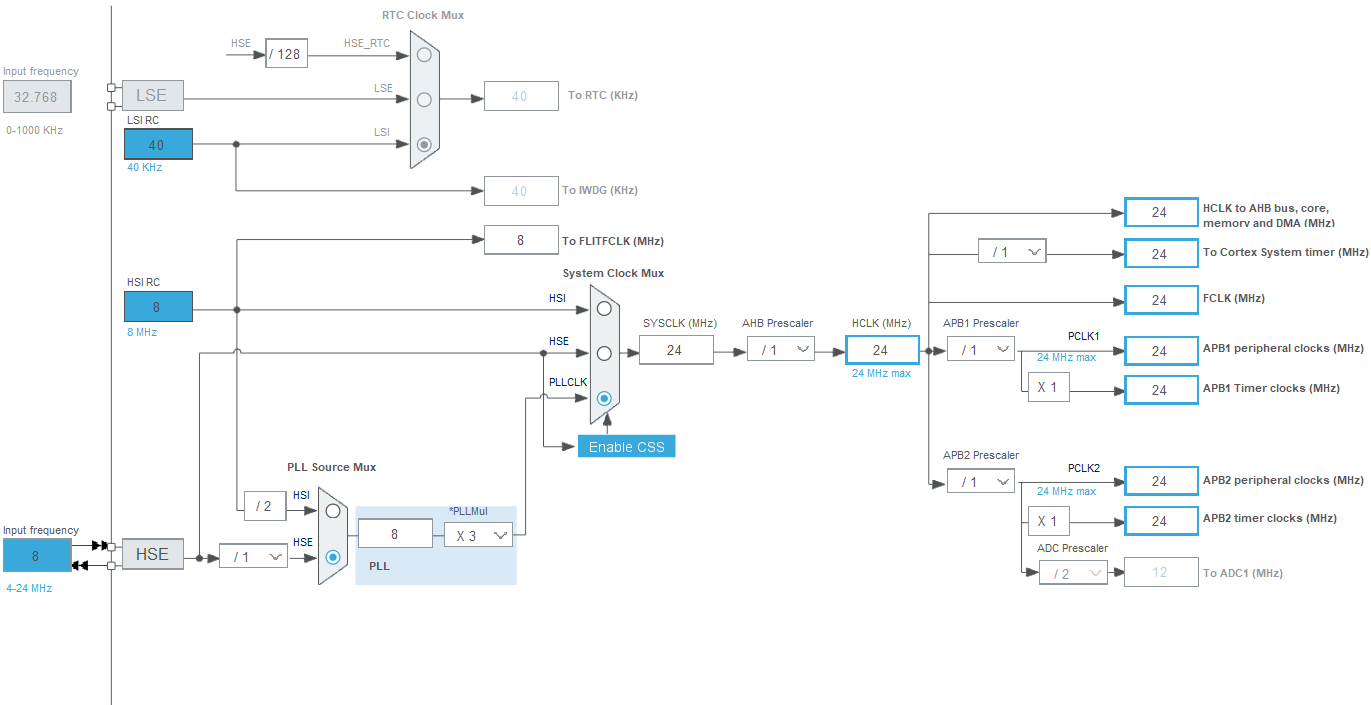 RTC Clock Mux
HSE
/ 128
HSE_RTC
Input frequency
32.768
0-1000 KHz
LSE
LSE
40
To RTC (KHz)
LSI RC
40
40 KHz
LSI
40
To IWDG (KHz)
8
To FLITFCLK (MHz)
HSI RC
8
8 MHz
System Clock Mux
HSI
HSE
PLLCLK
Enable CSS
SYSCLK (MHz)
24
AHB Prescaler
/ 1
HCLK (MHz)
24
24 MHz max
24
HCLK to AHB bus, core,
memory and DMA (MHz)
/ 1
24
To Cortex System timer (MHz)
24
FCLK (MHz)
APB1 Prescaler
/ 1
PCLK1
24 MHz max
24
APB1 peripheral clocks (MHz)
X 1
24
APB1 Timer clocks (MHz)
APB2 Prescaler
/ 1
PCLK2
24 MHz max
24
APB2 peripheral clocks (MHz)
X 1
24
APB2 timer clocks (MHz)
ADC Prescaler
/ 2
12
To ADC1 (MHz)
PLL Source Mux
/ 2
HSI
Input frequency
8
4-24 MHz
HSE
/ 1
HSE
8
*PLLMul
X 3
PLL